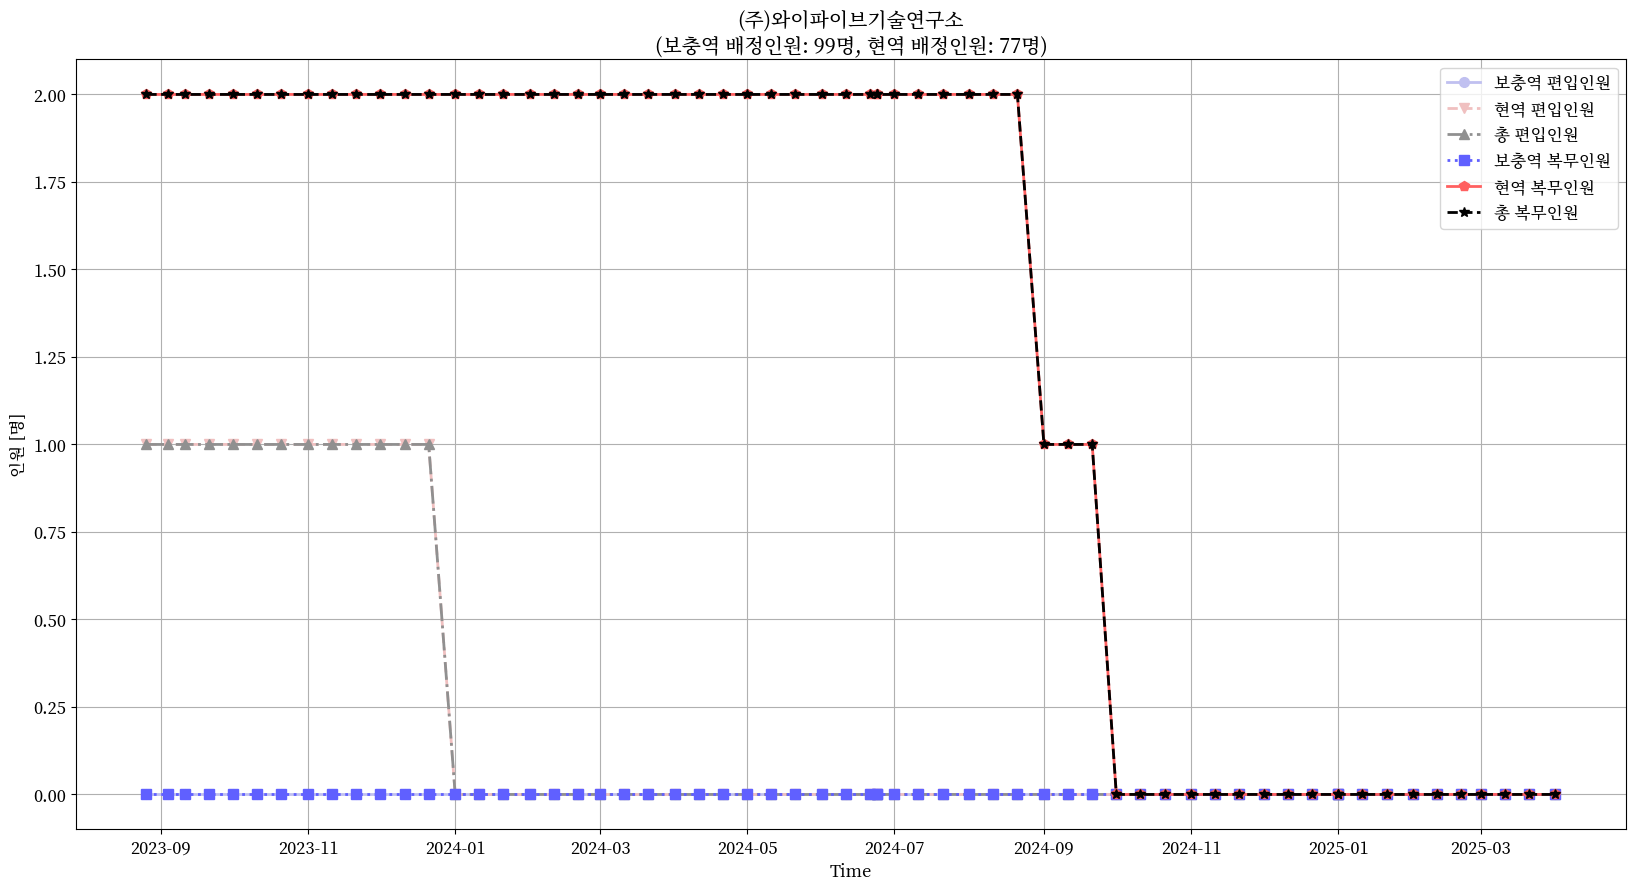 (주)와이파이브기술연구소
(보충역 배정인원: 99명, 현역 배정인원: 77명)
보충역 편입인원
현역 편입인원
총 편입인원
보충역 복무인원
현역 복무인원
총 복무인원
인원 [명]
2.00
1.75
1.50
1.25
1.00
0.75
0.50
0.25
0.00
2023-09 2023-11 2024-01 2024-03 2024-05 2024-07 2024-09 2024-11 2025-01 2025-03
Time